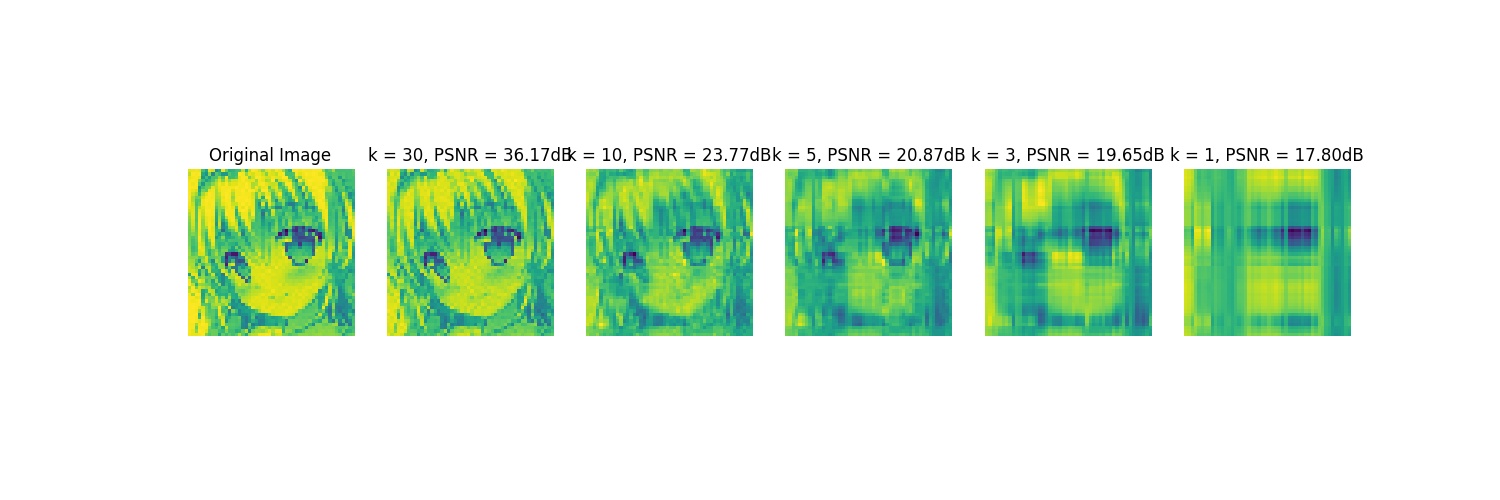 Original Image
k = 30, PSNR = 36.17dB
k = 10, PSNR = 23.77dB
k = 5, PSNR = 20.87dB
k = 3, PSNR = 19.65dB
k = 1, PSNR = 17.80dB